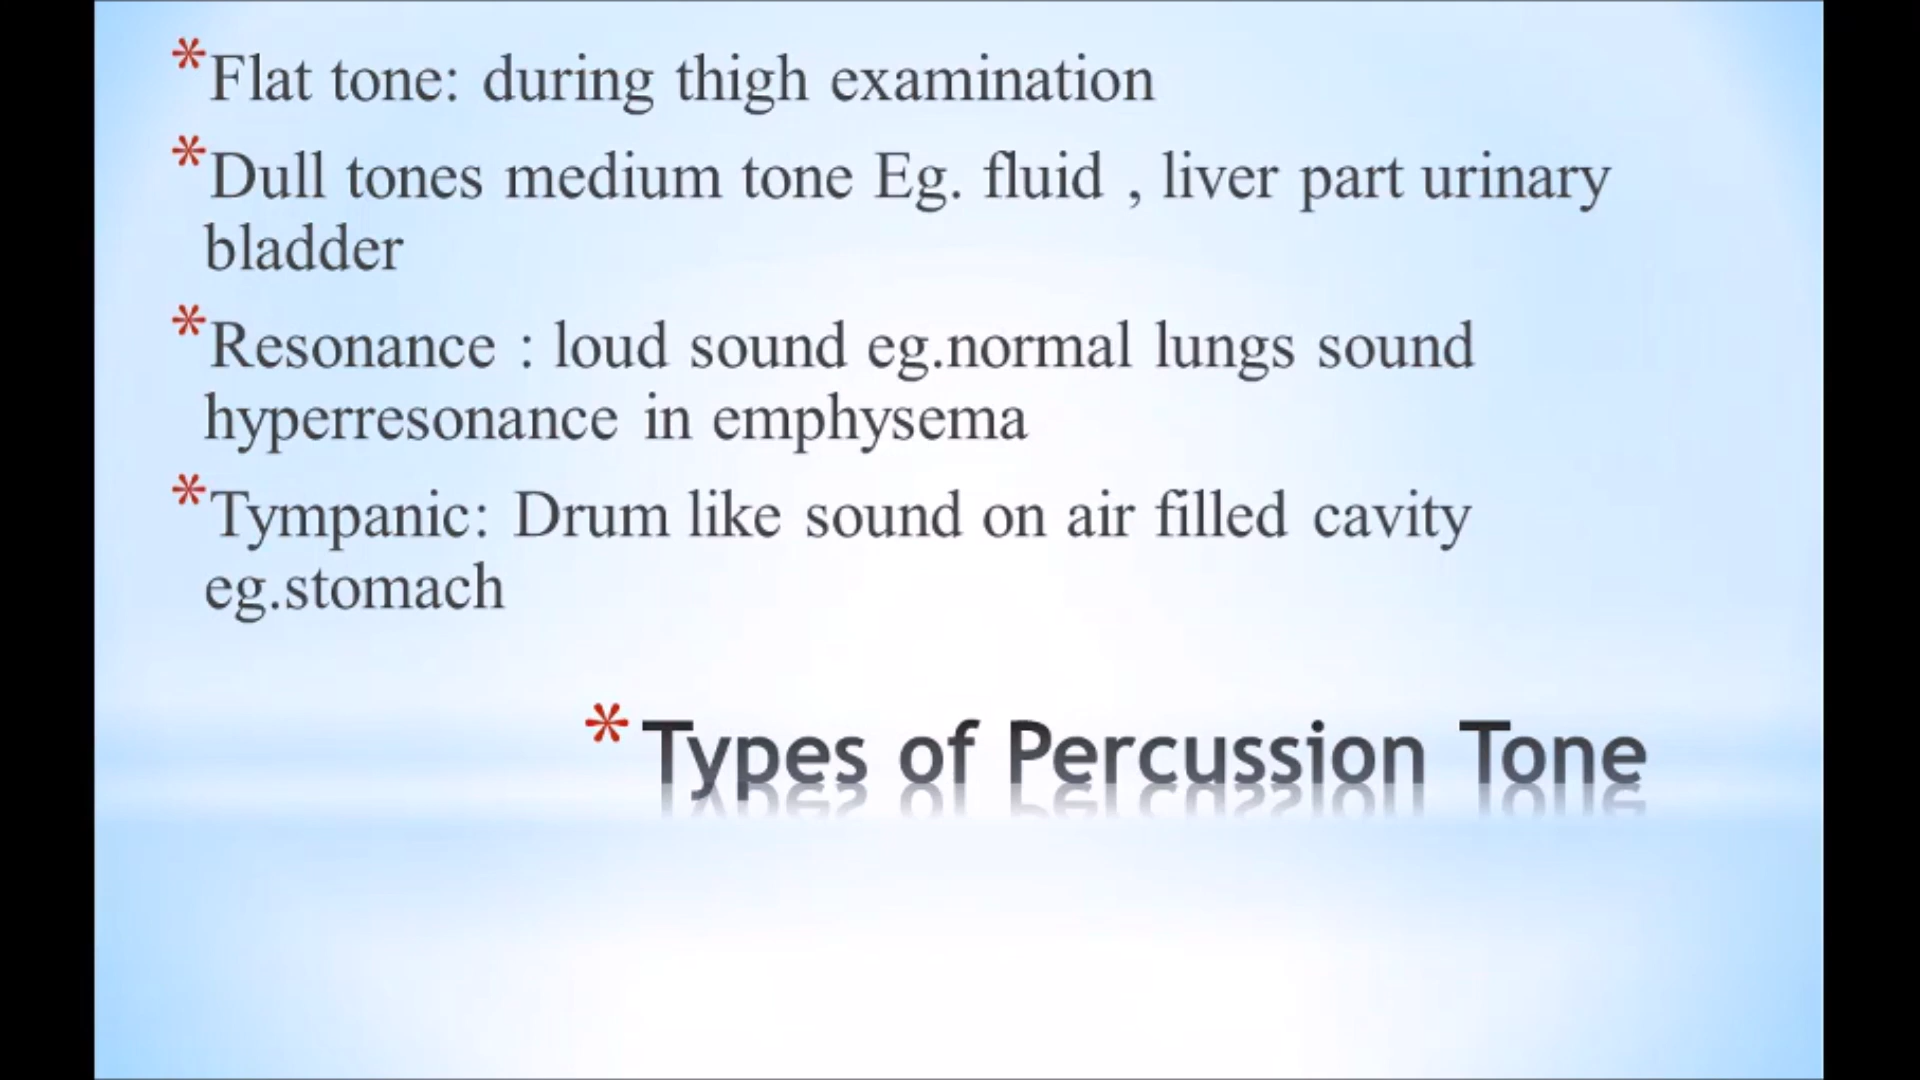 *Flat tone: during thigh examination
*Dull tones medium tone Eg. fluid , liver part urinary
bladder
*Resonance : loud sound eg.normal lungs sound
hyperresonance in emphysema
*Tympanic: Drum like sound on air filled cavity
eg.stomach
*Types of Percussion Tone